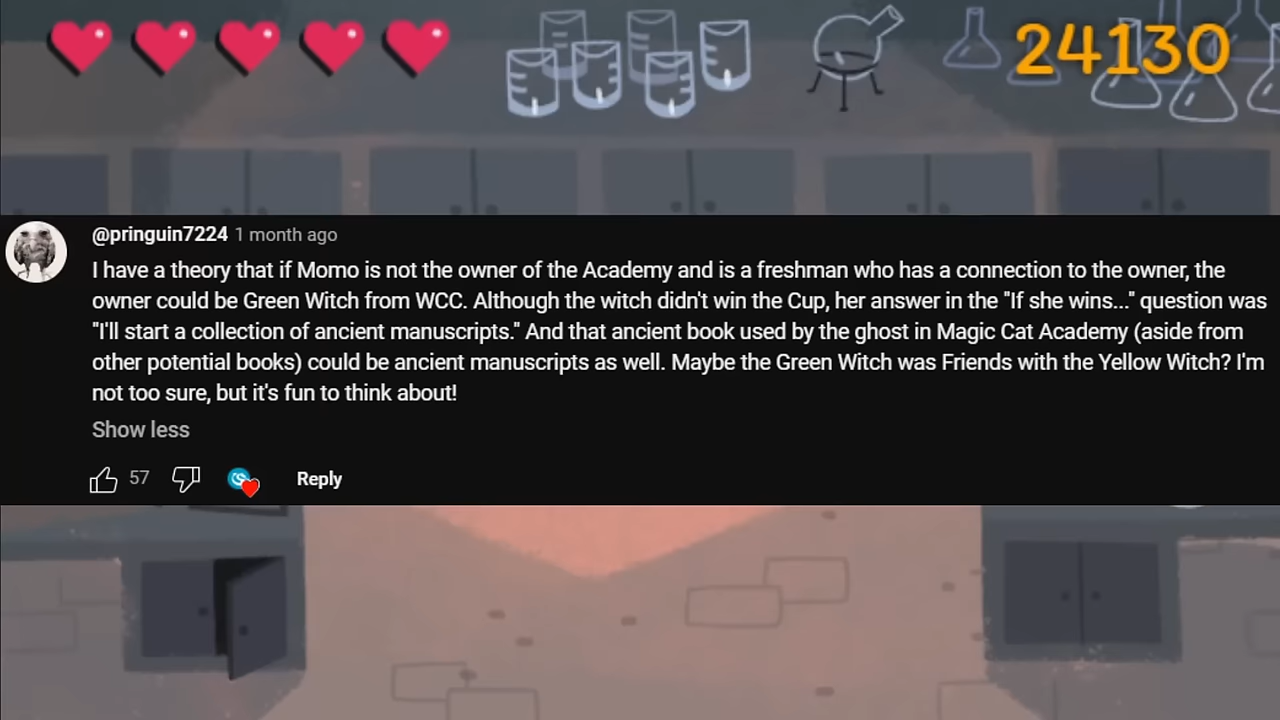 24130
@pringuin7224 1 month ago
I have a theory that if Momo is not the owner of the Academy and is a freshman who has a connection to the owner, the
owner could be Green Witch from WCC. Although the witch didn't win the Cup, her answer in the "If she wins..." question was
"I'll start a collection of ancient manuscripts." And that ancient book used by the ghost in Magic Cat Academy (aside from
other potential books) could be ancient manuscripts as well. Maybe the Green Witch was Friends with the Yellow Witch? I'm
not too sure, but it's fun to think about!
Show less
57 Reply